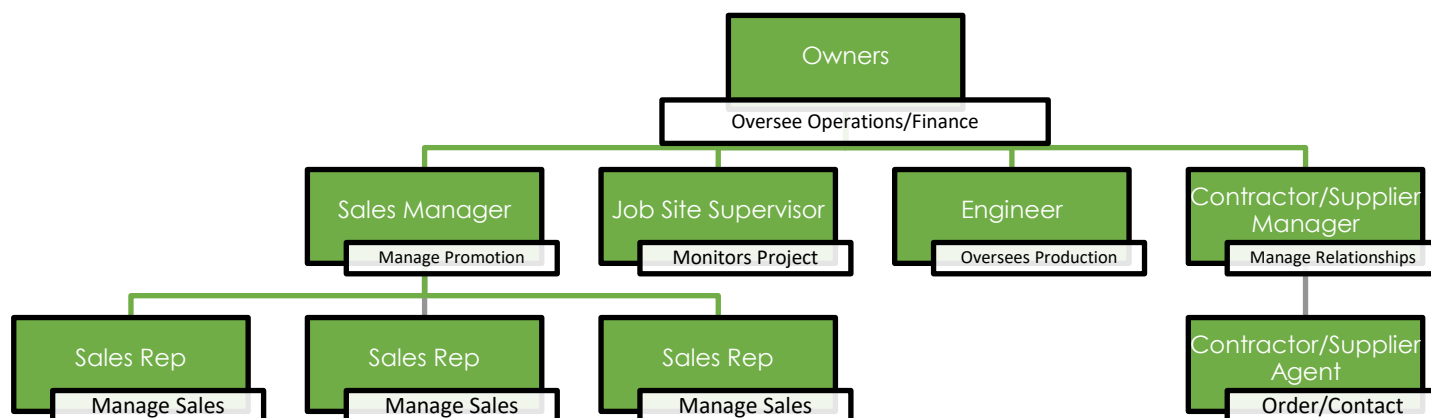 Owners
Oversee Operations/Finance
Sales Manager
Manage Promotion
Job Site Supervisor
Monitors Project
Engineer
Oversees Production
Contractor/Supplier
Manager
Manage Relationships
Sales Rep
Manage Sales
Sales Rep
Manage Sales
Sales Rep
Manage Sales
Contractor/Supplier
Agent
Order/Contact